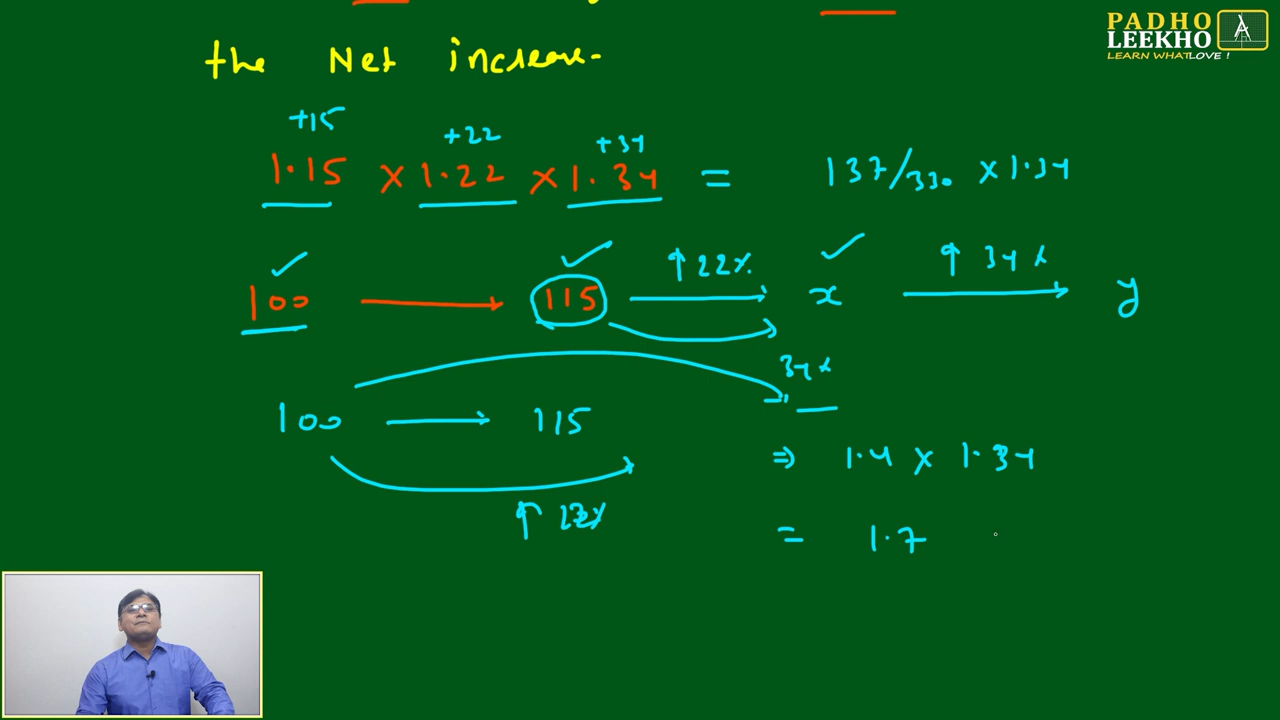 PADHO
LEEKHO
LEARN WHAT LOVE !
the Net increase.
+15 +22 +34
1.15 × 1.22 × 1.34 = 137/330 × 1.34
100 → 115 ↑ 22% → x ↑ 34% → y
34%
100 → 115
⇒ 1.4 × 1.34
↑ 22%
= 1.7